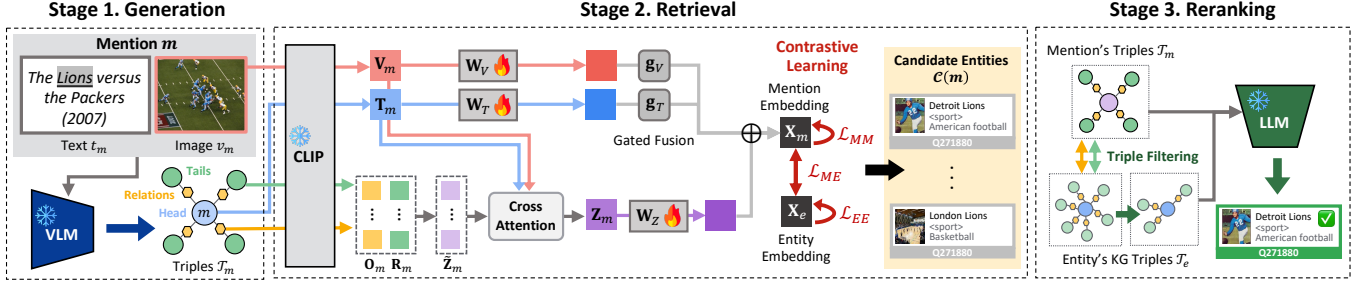 Stage 1. Generation
Mention m
The Lions versus
the Packers
(2007)
Text t_m
Image v_m
VLM
Relations
Tails
Head
m
Triples 𝒯_m
Stage 2. Retrieval
CLIP
V_m
W_V
g_V
T_m
W_T
g_T
Gated Fusion
O_m
R_m
Z̃_m
Cross
Attention
Z_m
W_Z
Contrastive
Learning
Mention
Embedding
X_m
ℒ_MM
ℒ_ME
X_e
ℒ_EE
Entity
Embedding
Candidate Entities
𝒞(m)
Detroit Lions
<sport>
American football
Q271880
London Lions
<sport>
Basketball
Q271880
Stage 3. Reranking
Mention's Triples 𝒯_m
Triple Filtering
Entity's KG Triples 𝒯_e
LLM
Detroit Lions
<sport>
American football
Q271880